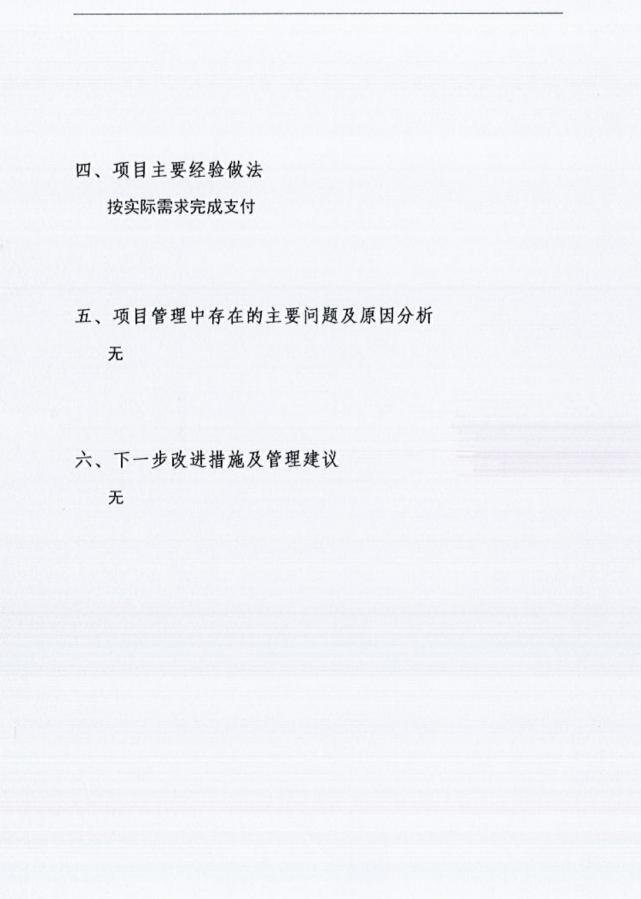 四、项目主要经验做法
按实际需求完成支付
五、项目管理中存在的主要问题及原因分析
无
六、下一步改进措施及管理建议
无